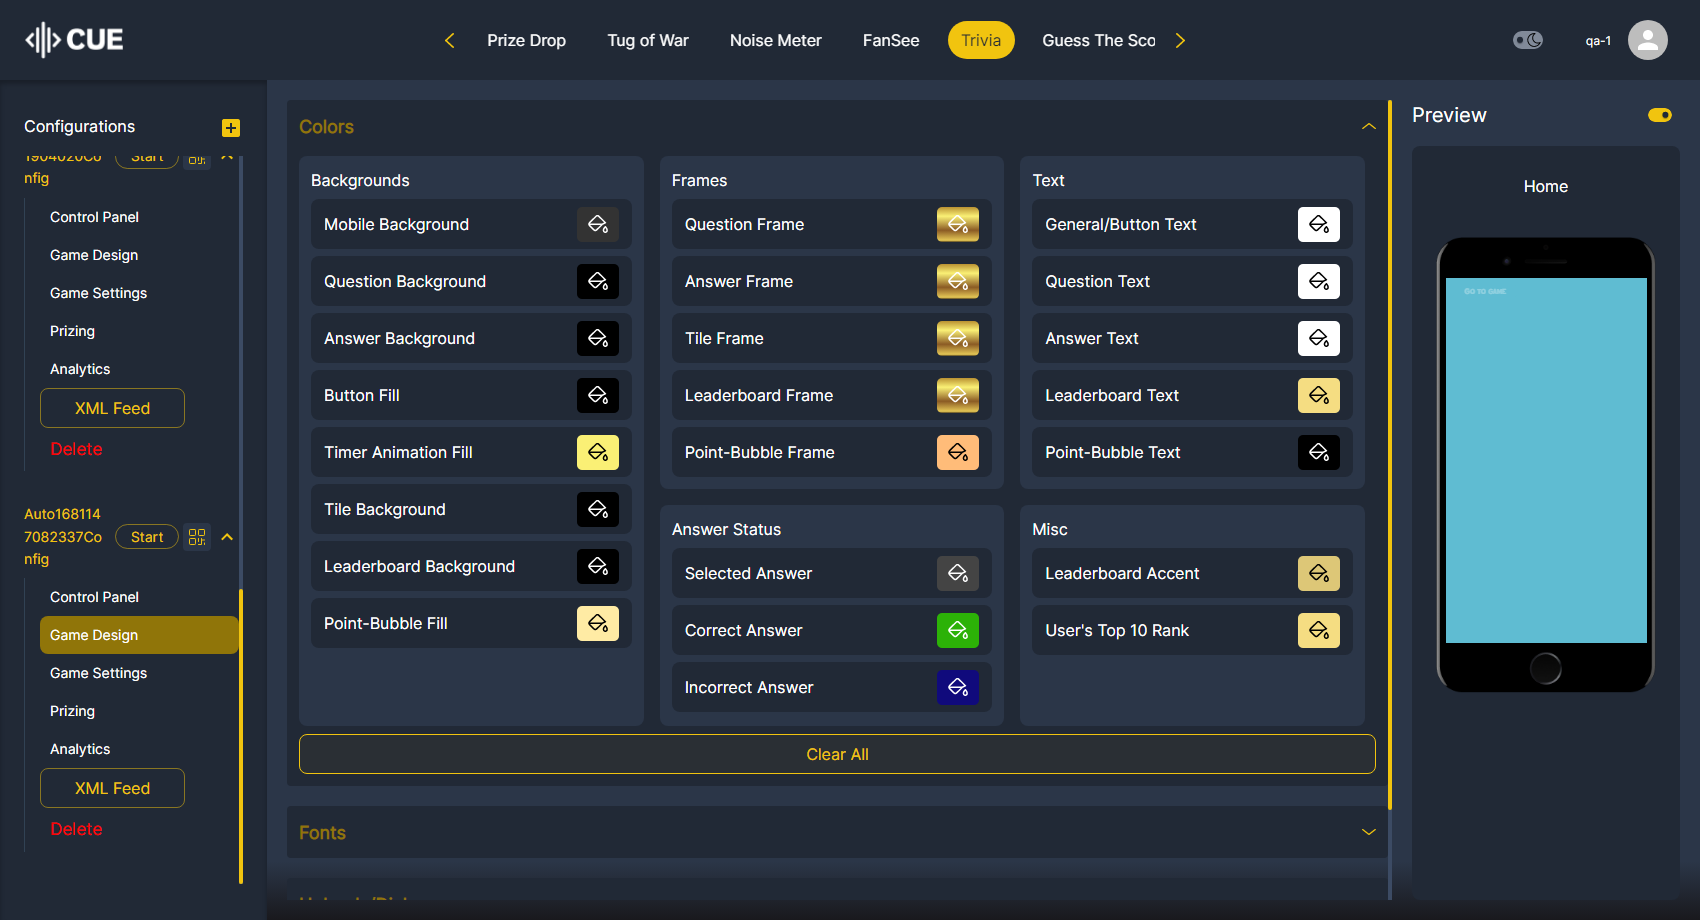 CUE
Prize Drop
Tug of War
Noise Meter
FanSee
Trivia
Guess The Sco
qa-1
Configurations
1904020Co
nfig
Start
Control Panel
Game Design
Game Settings
Prizing
Analytics
XML Feed
Delete
Auto168114
7082337Co
nfig
Start
Control Panel
Game Design
Game Settings
Prizing
Analytics
XML Feed
Delete
Colors
Backgrounds
Mobile Background
Question Background
Answer Background
Button Fill
Timer Animation Fill
Tile Background
Leaderboard Background
Point-Bubble Fill
Frames
Question Frame
Answer Frame
Tile Frame
Leaderboard Frame
Point-Bubble Frame
Text
General/Button Text
Question Text
Answer Text
Leaderboard Text
Point-Bubble Text
Answer Status
Selected Answer
Correct Answer
Incorrect Answer
Misc
Leaderboard Accent
User's Top 10 Rank
Clear All
Fonts
Preview
Home
GO TO GAME